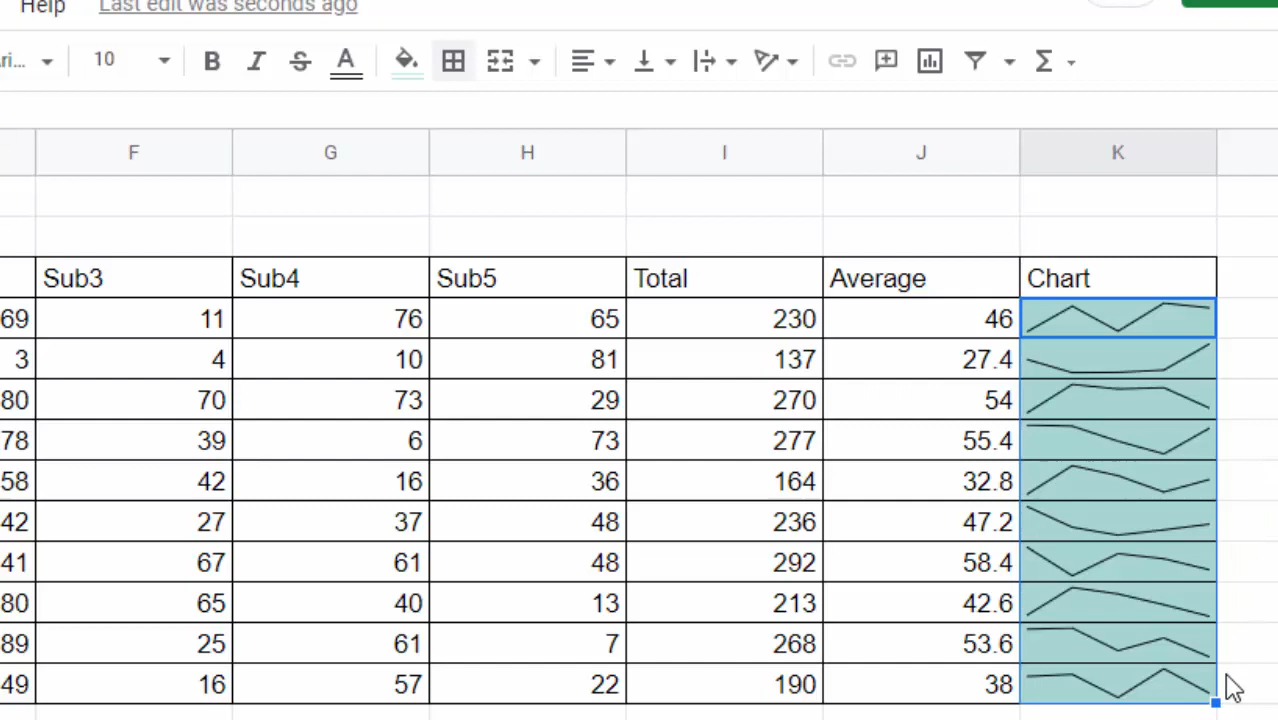 Help Last edit was seconds ago
10 B I S A Σ
F G H I J K
Sub3 Sub4 Sub5 Total Average Chart
69 11 76 65 230 46
3 4 10 81 137 27.4
80 70 73 29 270 54
78 39 6 73 277 55.4
58 42 16 36 164 32.8
42 27 37 48 236 47.2
41 67 61 48 292 58.4
80 65 40 13 213 42.6
89 25 61 7 268 53.6
49 16 57 22 190 38